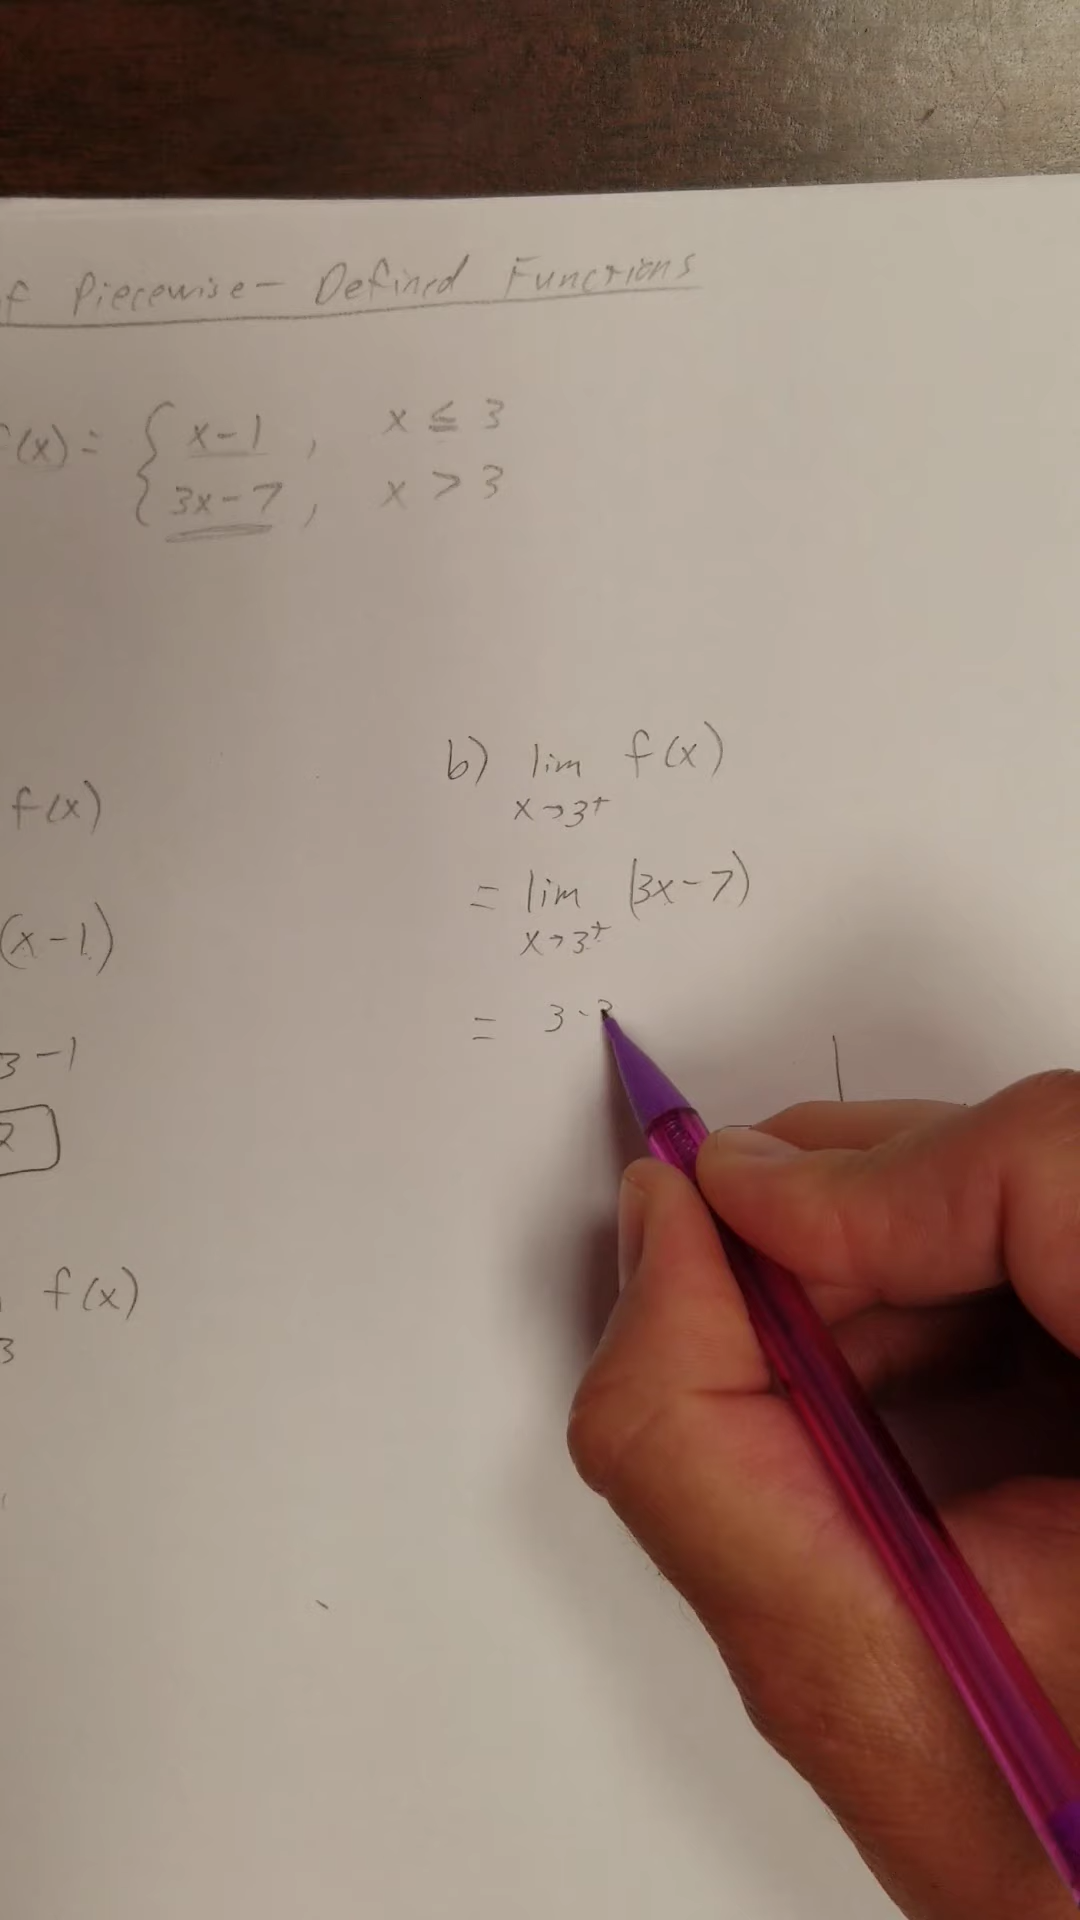 f Piecewise- Defined Functions
f(x) = { x-1 , x ≤ 3
3x-7 , x > 3
f(x)
(x-1)
3-1
2
f(x)
3
b) lim f(x)
x→3⁺
= lim (3x-7)
x→3⁺
= 3·3